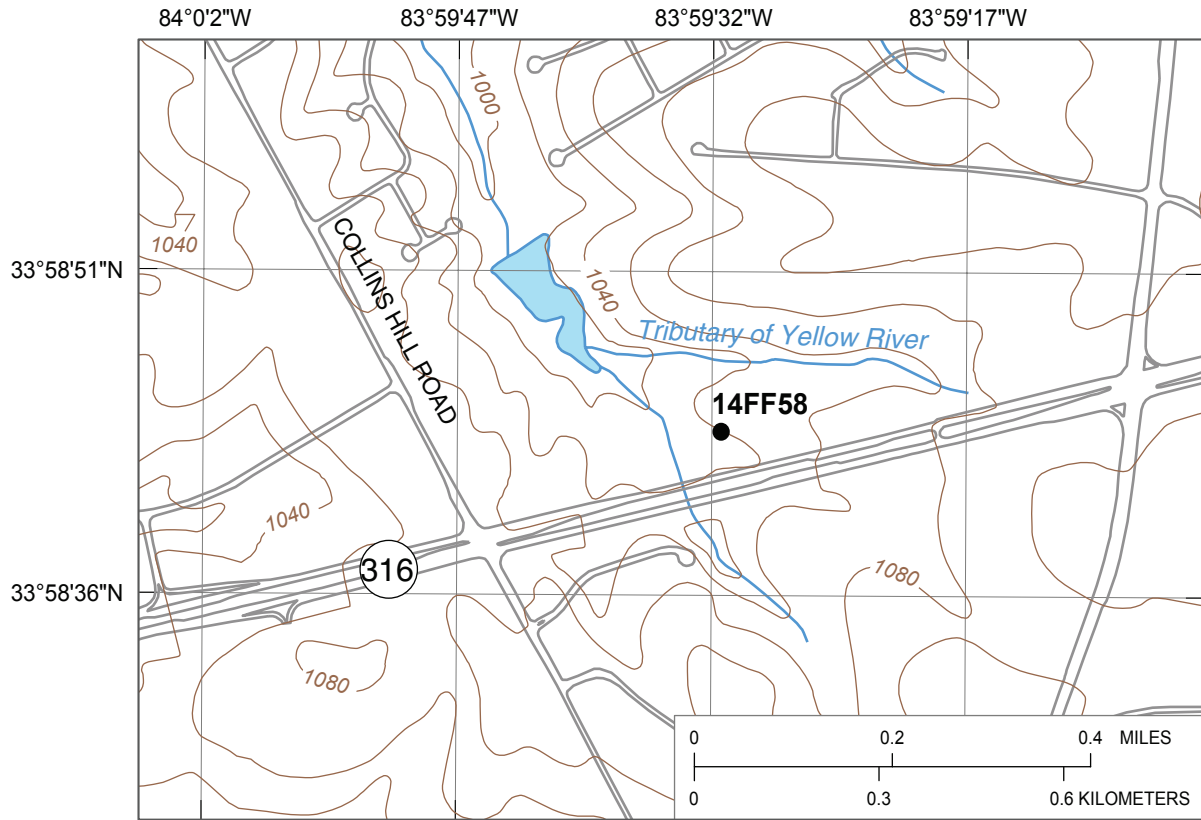 84°0'2"W 83°59'47"W 83°59'32"W 83°59'17"W
1000
1040
COLLINS HILL ROAD
33°58'51"N
1040
Tributary of Yellow River
14FF58
1040
316
1080
33°58'36"N
1080
0 0.2 0.4 MILES
0 0.3 0.6 KILOMETERS